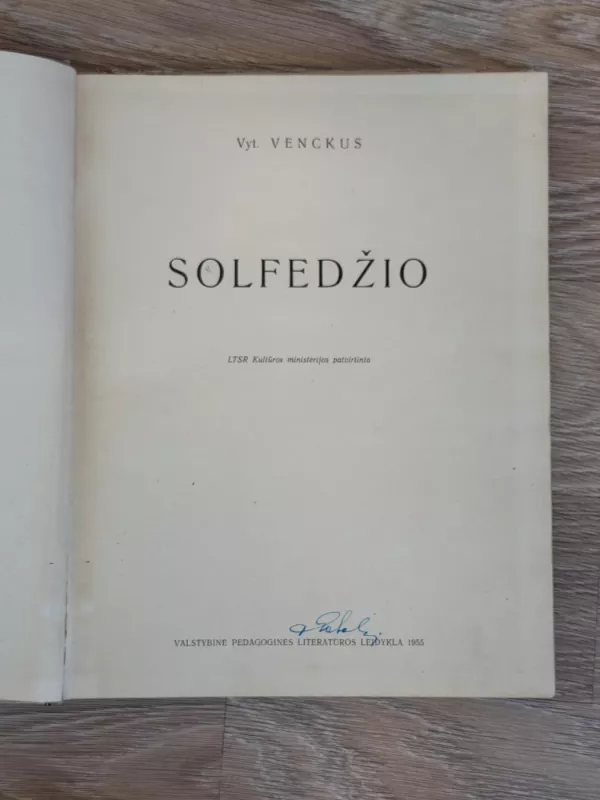 Vyt. VENCKUS
SOLFEDŽIO
LTSR Kultūros ministerijos patvirtinta
VALSTYBINĖ PEDAGOGINĖS LITERATŪROS LEIDYKLA 1955